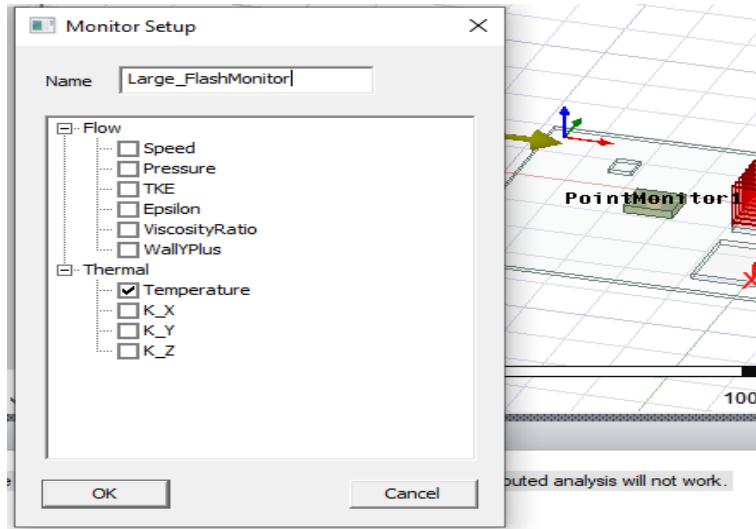 Monitor Setup
Name Large_FlashMonitor
Flow
Speed
Pressure
TKE
Epsilon
ViscosityRatio
WallYPlus
Thermal
Temperature
K_X
K_Y
K_Z
OK Cancel
PointMonitor1
100
buted analysis will not work.